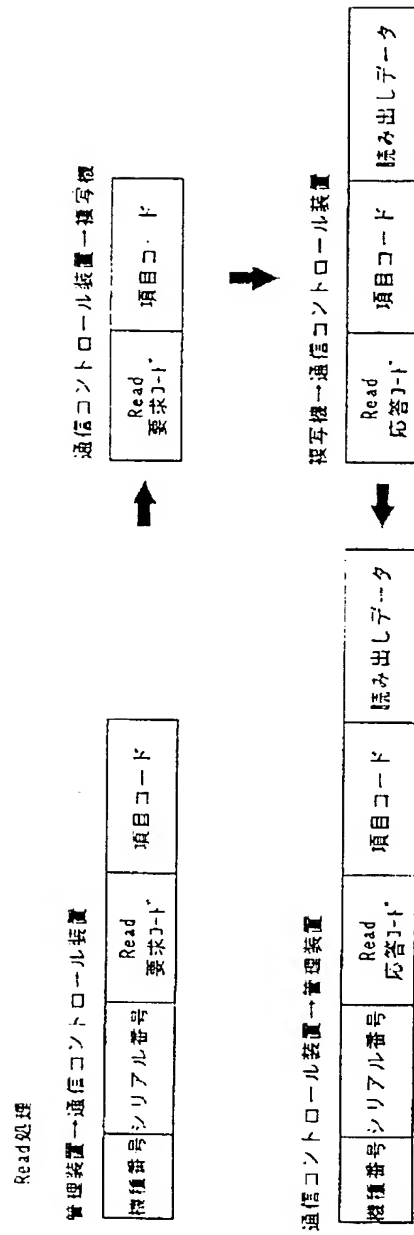 Read処理
管理装置→通信コントロール装置
機種番号 シリアル番号 Read 要求コード 項目コード
通信コントロール装置→複写機
Read 要求コード 項目コード
複写機→通信コントロール装置
Read 応答コード 項目コード 読み出しデータ
通信コントロール装置→管理装置
機種番号 シリアル番号 Read 応答コード 項目コード 読み出しデータ